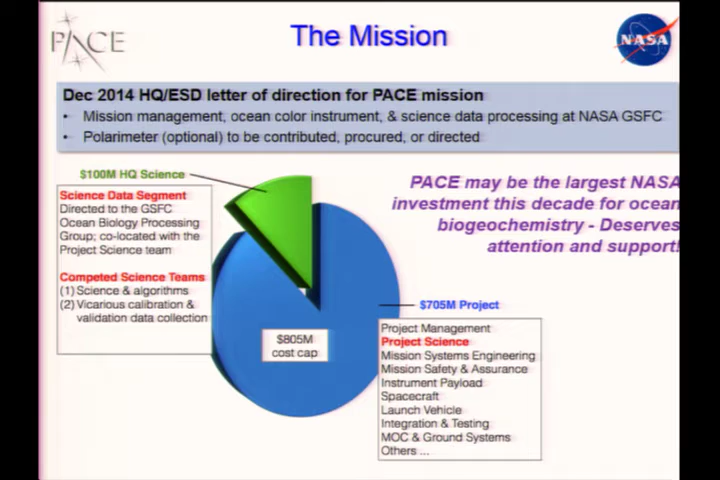 PACE
The Mission
NASA
Dec 2014 HQ/ESD letter of direction for PACE mission
• Mission management, ocean color instrument, & science data processing at NASA GSFC
• Polarimeter (optional) to be contributed, procured, or directed
$100M HQ Science
Science Data Segment
Directed to the GSFC
Ocean Biology Processing
Group; co-located with the
Project Science team
Competed Science Teams
(1) Science & algorithms
(2) Vicarious calibration &
validation data collection
PACE may be the largest NASA
investment this decade for ocean
biogeochemistry - Deserves
attention and support!
$805M
cost cap
$705M Project
Project Management
Project Science
Mission Systems Engineering
Mission Safety & Assurance
Instrument Payload
Spacecraft
Launch Vehicle
Integration & Testing
MOC & Ground Systems
Others ...